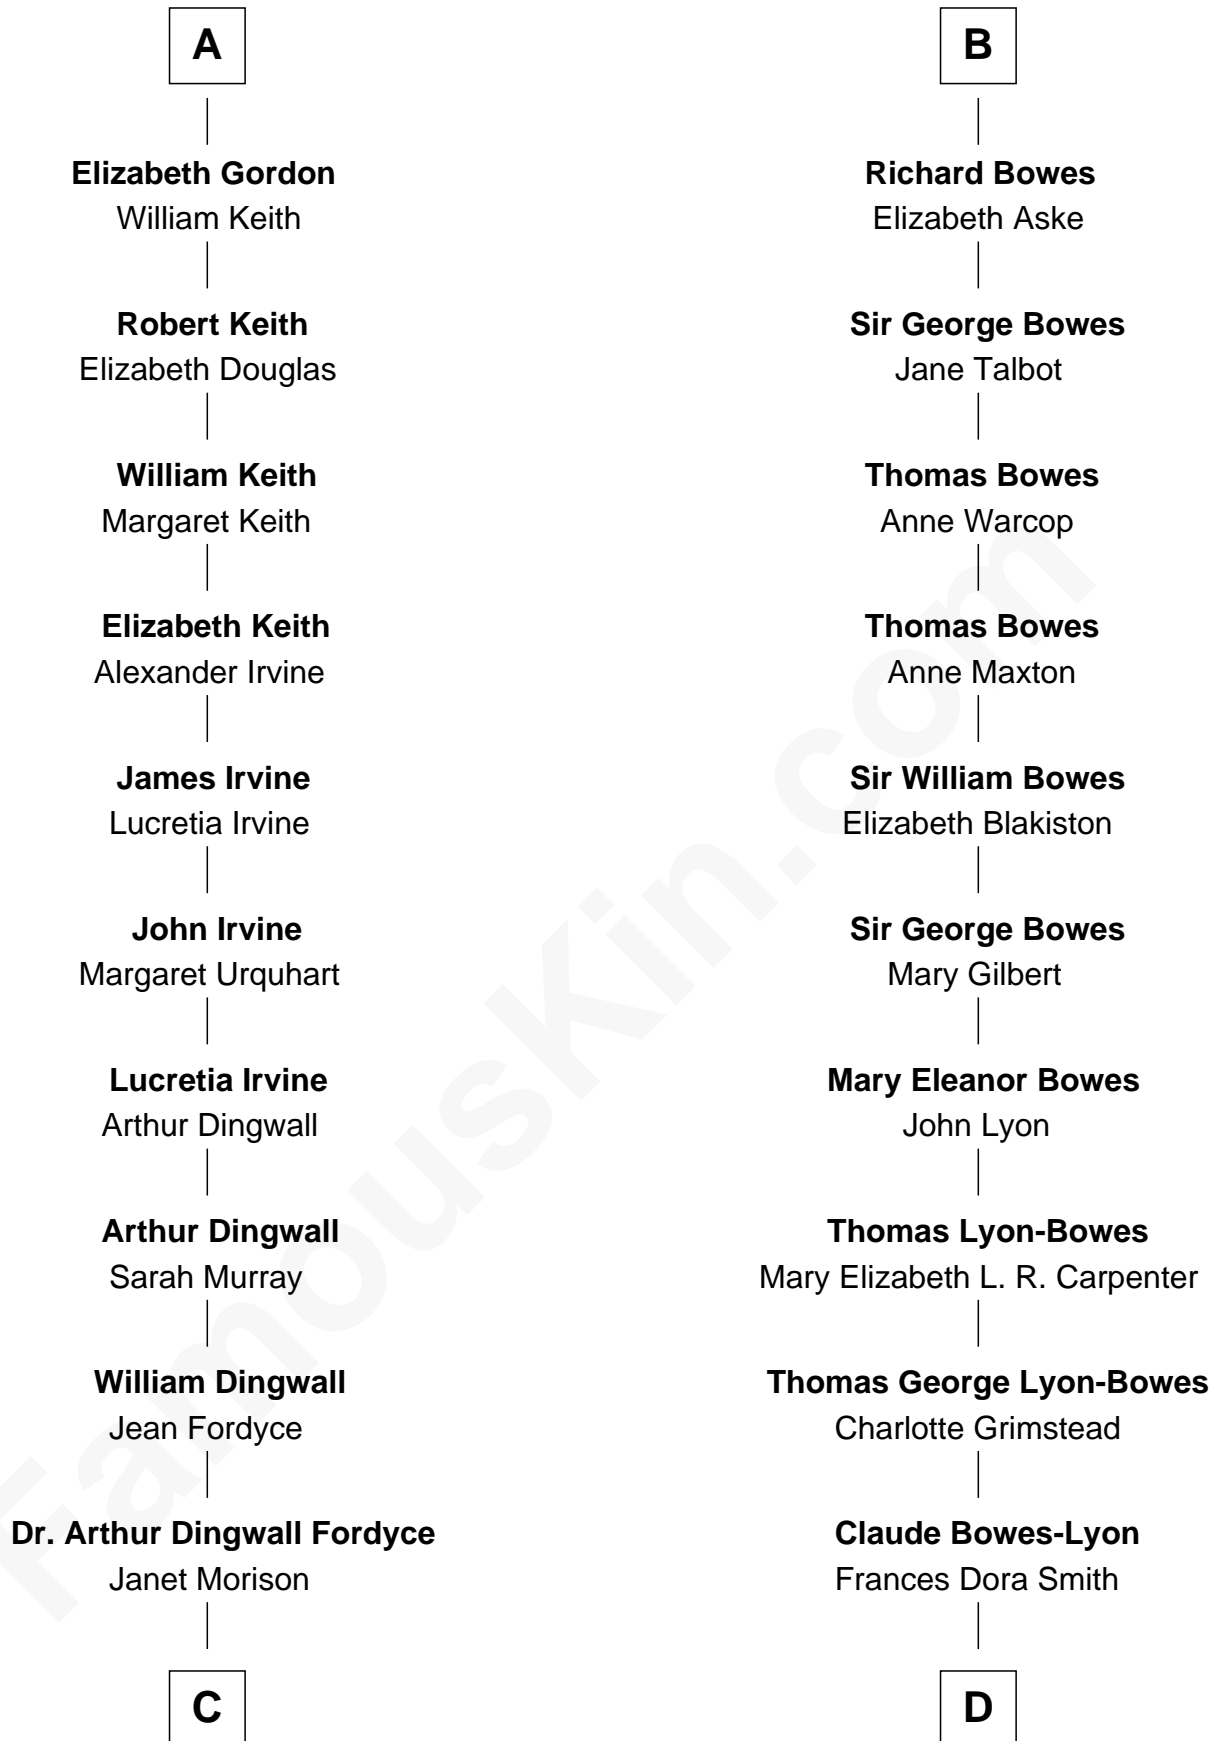 A
Elizabeth Gordon
William Keith
Robert Keith
Elizabeth Douglas
William Keith
Margaret Keith
Elizabeth Keith
Alexander Irvine
James Irvine
Lucretia Irvine
John Irvine
Margaret Urquhart
Lucretia Irvine
Arthur Dingwall
Arthur Dingwall
Sarah Murray
William Dingwall
Jean Fordyce
Dr. Arthur Dingwall Fordyce
Janet Morison
C
B
Richard Bowes
Elizabeth Aske
Sir George Bowes
Jane Talbot
Thomas Bowes
Anne Warcop
Thomas Bowes
Anne Maxton
Sir William Bowes
Elizabeth Blakiston
Sir George Bowes
Mary Gilbert
Mary Eleanor Bowes
John Lyon
Thomas Lyon-Bowes
Mary Elizabeth L. R. Carpenter
Thomas George Lyon-Bowes
Charlotte Grimstead
Claude Bowes-Lyon
Frances Dora Smith
D
FamousKin.com